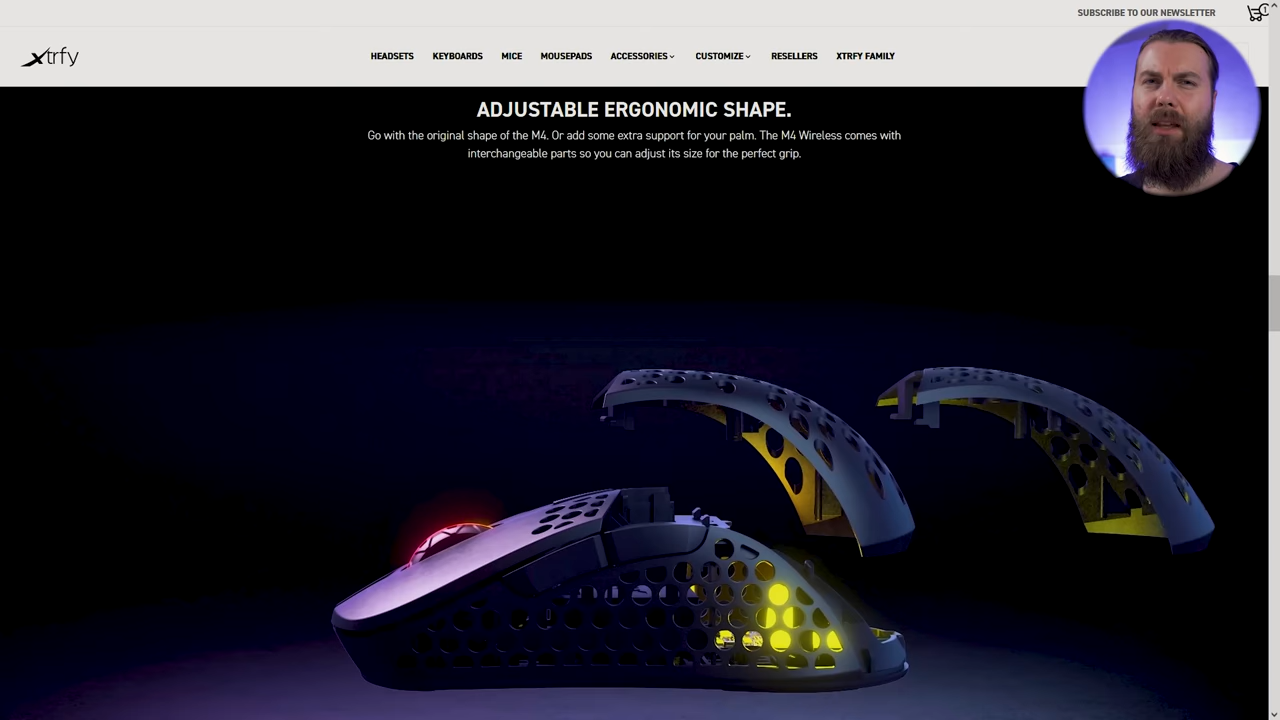 SUBSCRIBE TO OUR NEWSLETTER
1
xtrfy
HEADSETS KEYBOARDS MICE MOUSEPADS ACCESSORIES CUSTOMIZE RESELLERS XTRFY FAMILY
ADJUSTABLE ERGONOMIC SHAPE.
Go with the original shape of the M4. Or add some extra support for your palm. The M4 Wireless comes with
interchangeable parts so you can adjust its size for the perfect grip.